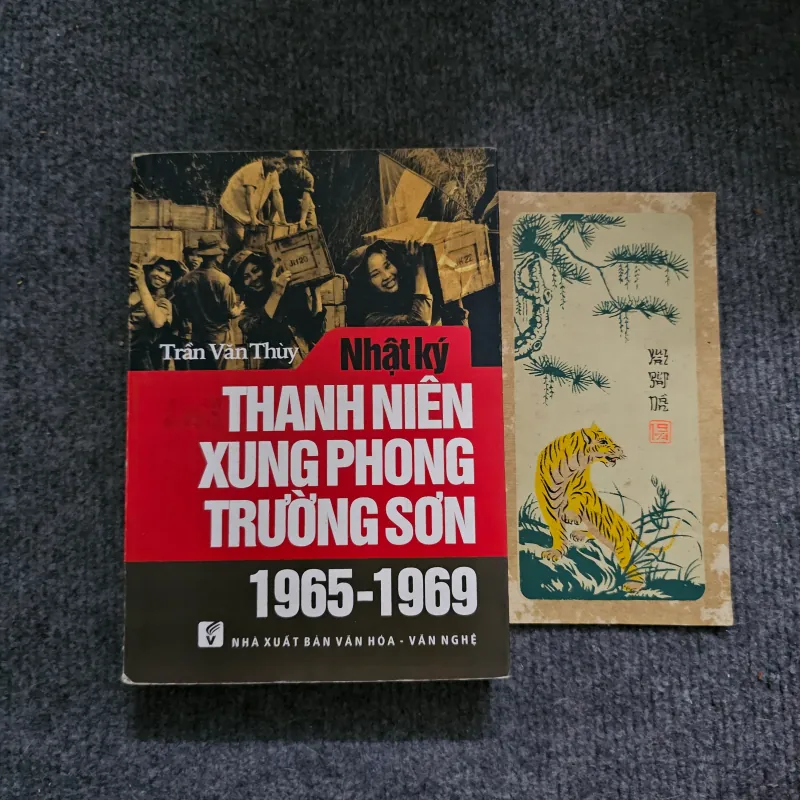 JI120
Trần Văn Thùy
Nhật ký
THANH NIÊN
XUNG PHONG
TRƯỜNG SƠN
1965-1969
V
NHÀ XUẤT BẢN VĂN HÓA - VĂN NGHỆ